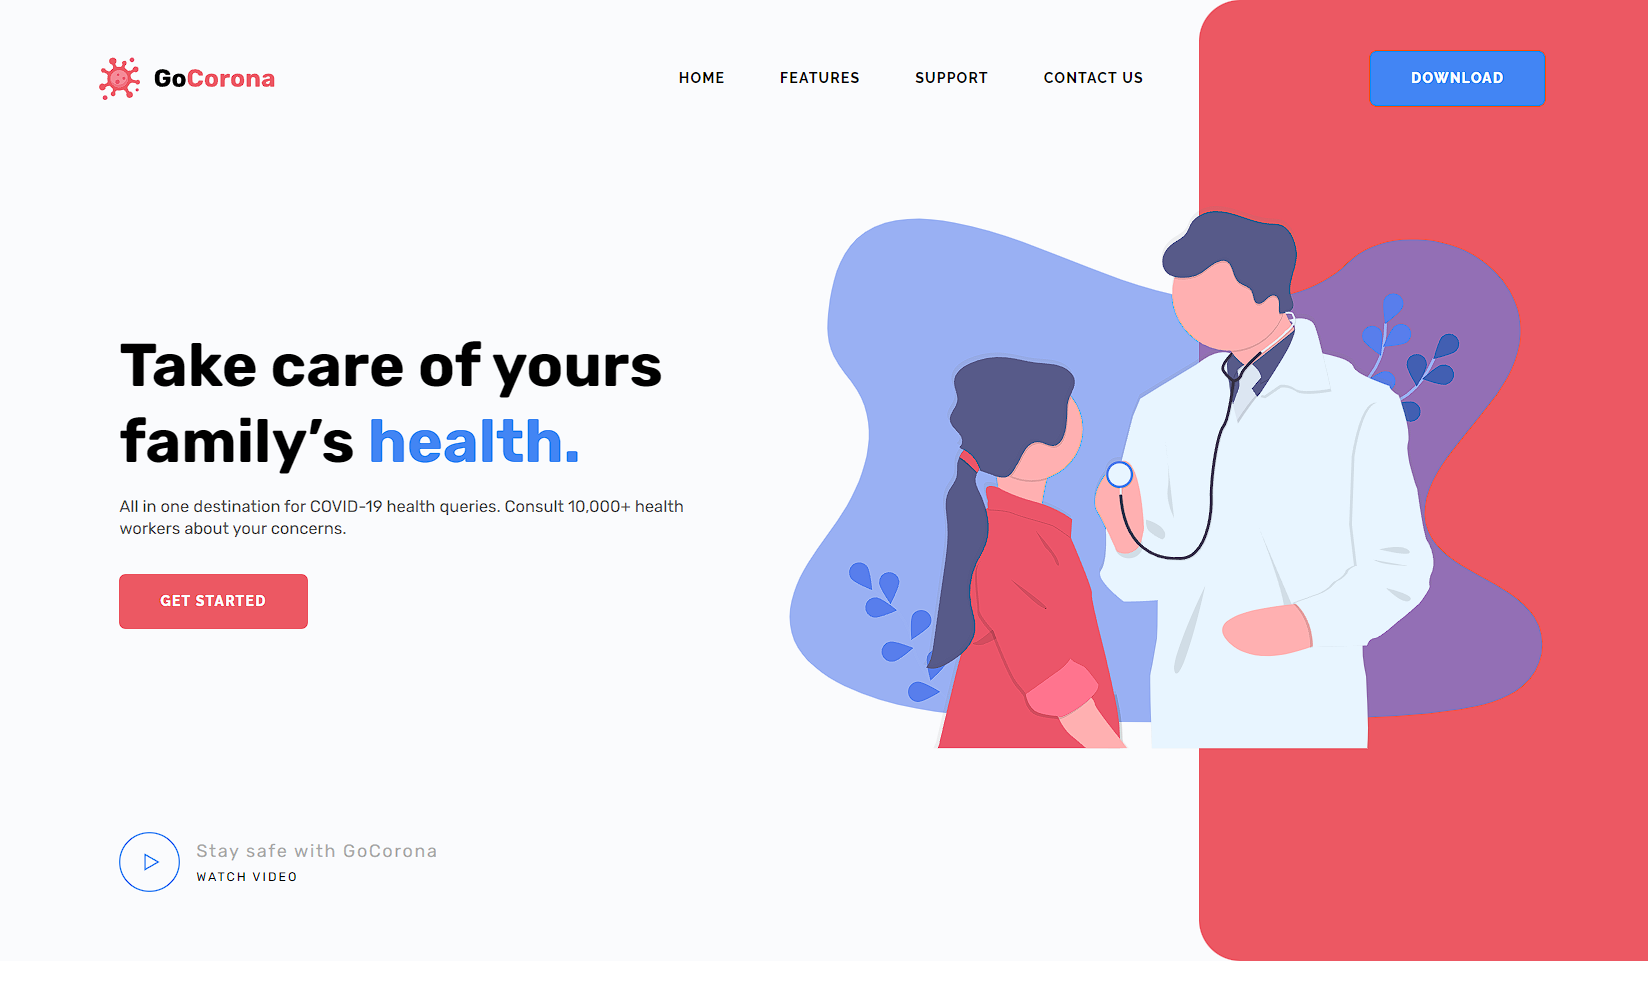 GoCorona
HOME
FEATURES
SUPPORT
CONTACT US
DOWNLOAD
Take care of yours
family’s health.
All in one destination for COVID-19 health queries. Consult 10,000+ health
workers about your concerns.
GET STARTED
Stay safe with GoCorona
WATCH VIDEO